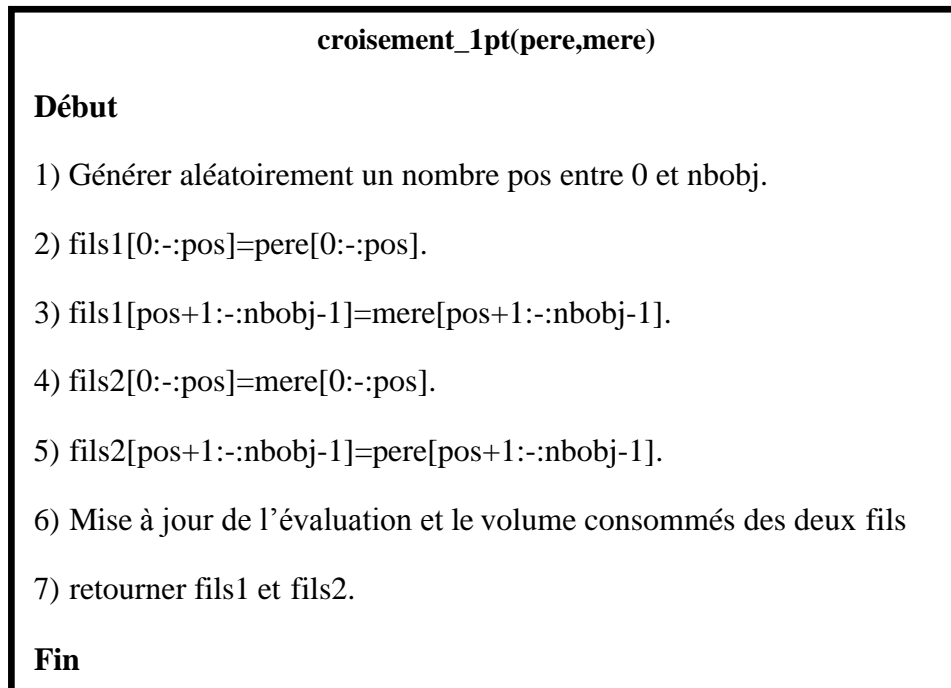 croisement_1pt(pere,mere)
Début
1) Générer aléatoirement un nombre pos entre 0 et nbobj.
2) fils1[0:-:pos]=pere[0:-:pos].
3) fils1[pos+1:-:nbobj-1]=mere[pos+1:-:nbobj-1].
4) fils2[0:-:pos]=mere[0:-:pos].
5) fils2[pos+1:-:nbobj-1]=pere[pos+1:-:nbobj-1].
6) Mise à jour de l’évaluation et le volume consommés des deux fils
7) retourner fils1 et fils2.
Fin